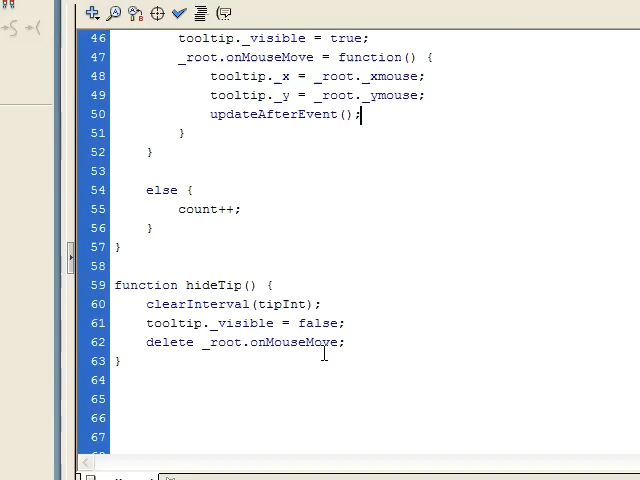 46 tooltip._visible = true;
47 _root.onMouseMove = function() {
48 tooltip._x = _root._xmouse;
49 tooltip._y = _root._ymouse;
50 updateAfterEvent();
51 }
52 }
53
54 else {
55 count++;
56 }
57 }
58
59 function hideTip() {
60 clearInterval(tipInt);
61 tooltip._visible = false;
62 delete _root.onMouseMove;
63 }
64
65
66
67